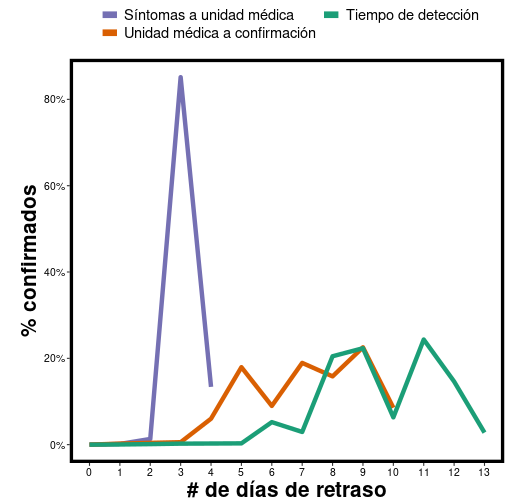 Síntomas a unidad médica
Tiempo de detección
Unidad médica a confirmación
80%
60%
40%
20%
0%
% confirmados
0 1 2 3 4 5 6 7 8 9 10 11 12 13
# de días de retraso